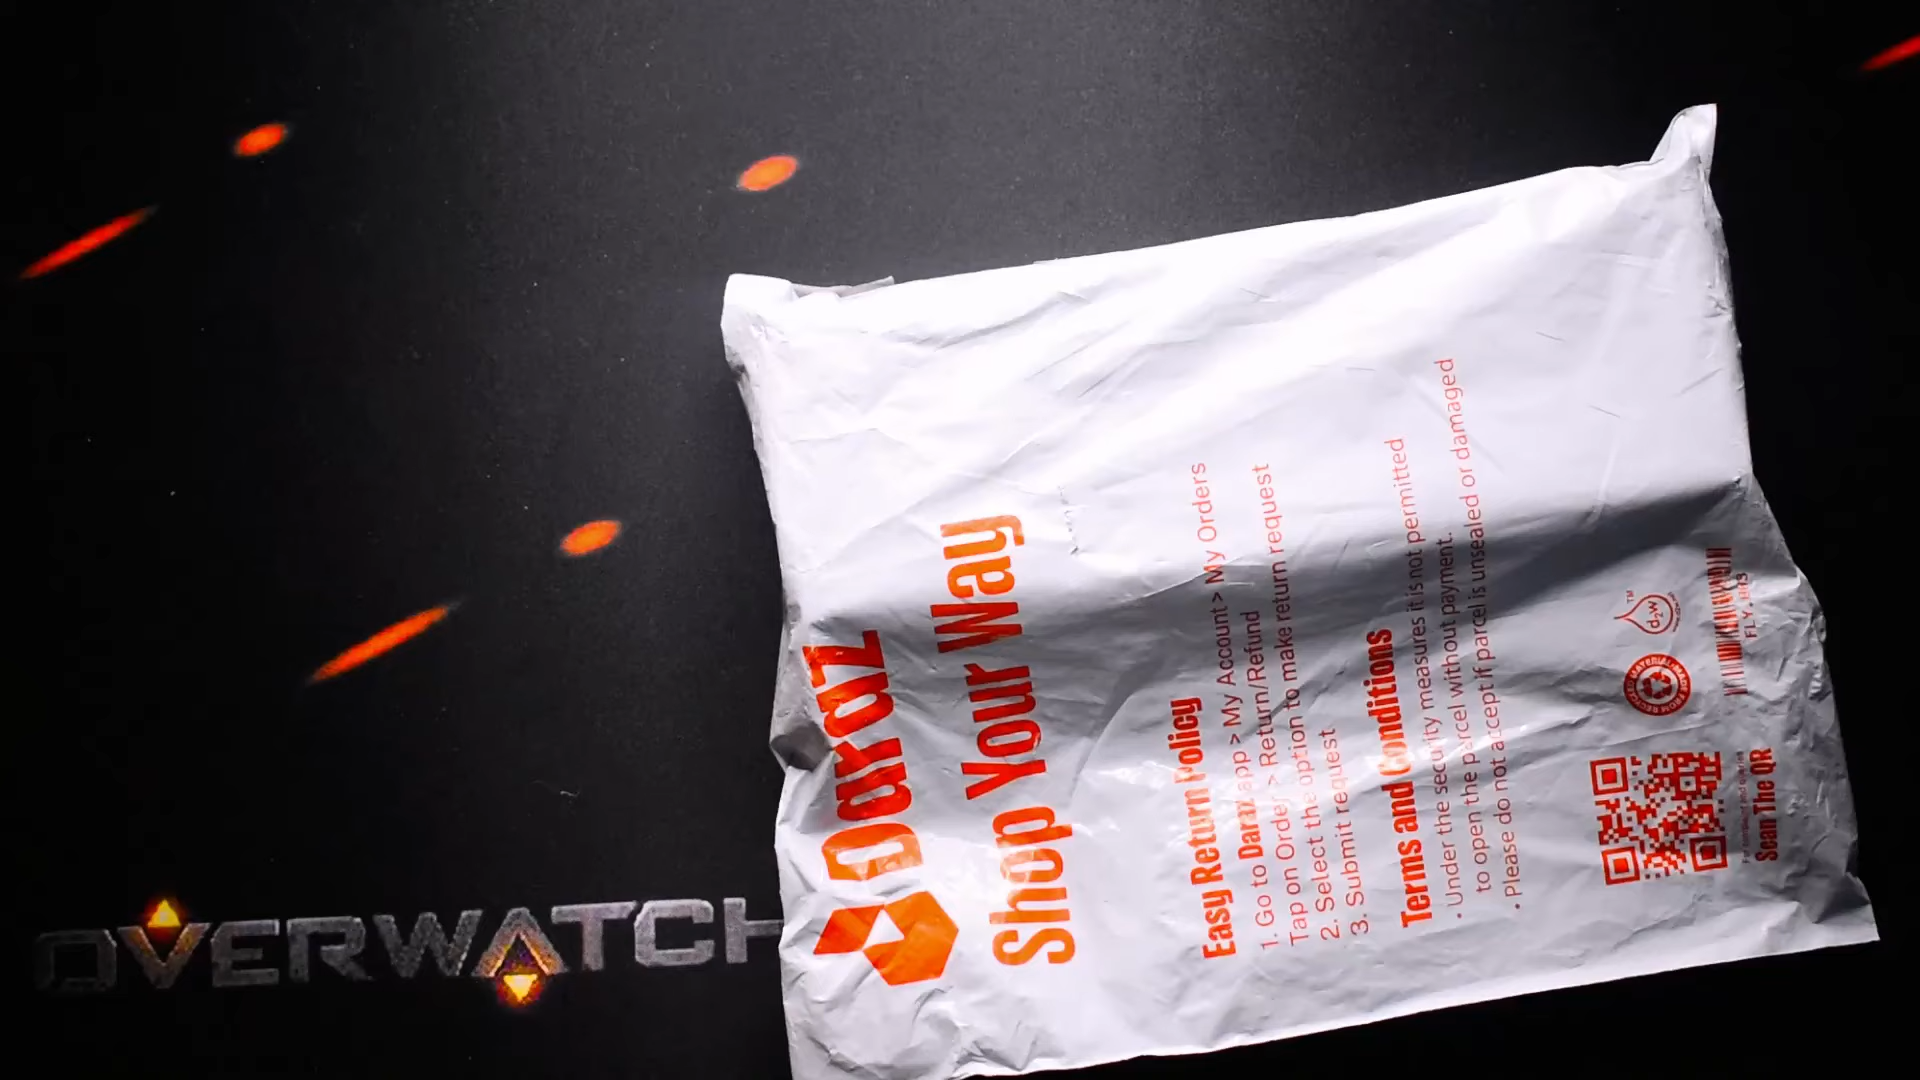 OVERWATCH
Daraz
Shop Your Way
Easy Return Policy
1. Go to Daraz app > My Account > My Orders
Tap on Order > Return/Refund
2. Select the option to make return request
3. Submit request
Terms and Conditions
• Under the security measures it is not permitted
to open the parcel without payment.
• Please do not accept if parcel is unsealed or damaged
d₂w TM
Scan The QR